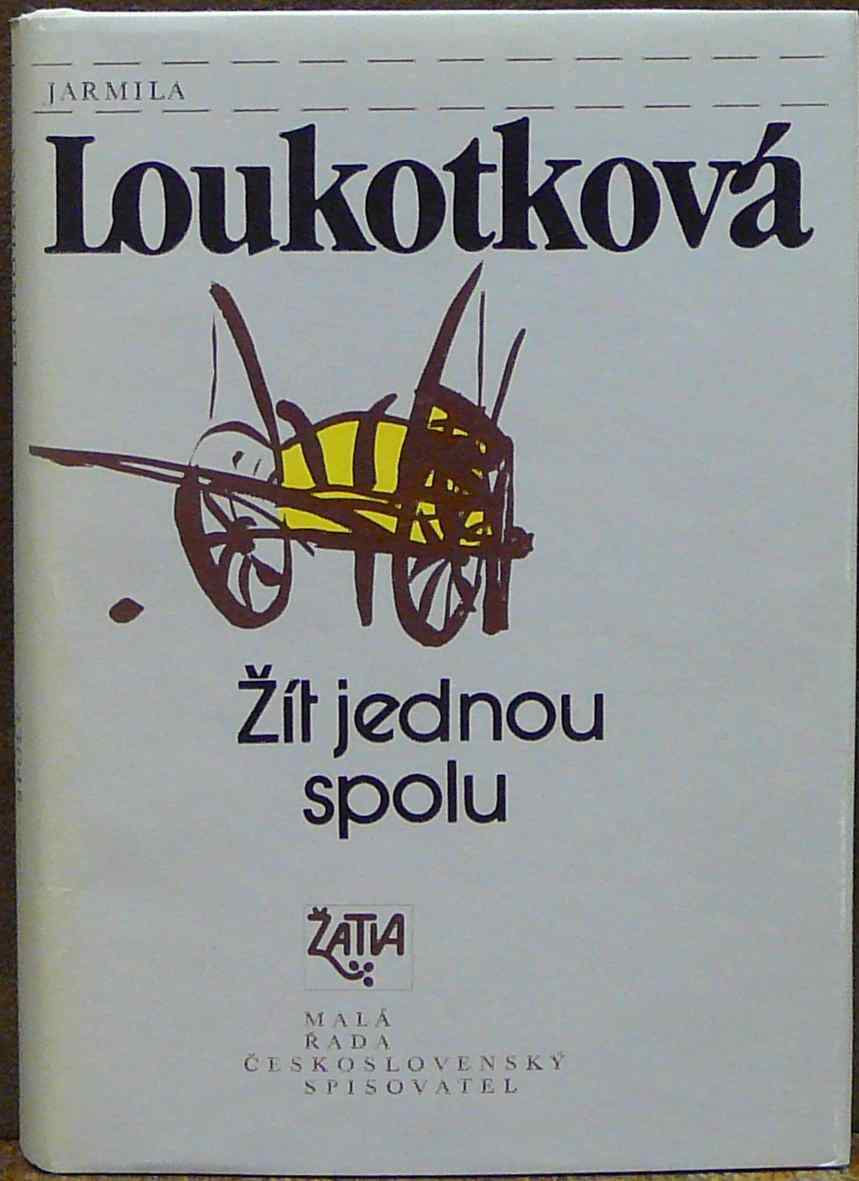 JARMILA
Loukotková
Žít jednou
spolu
ŽATVA
MALÁ
ŘADA
ČESKOSLOVENSKÝ
SPISOVATEL